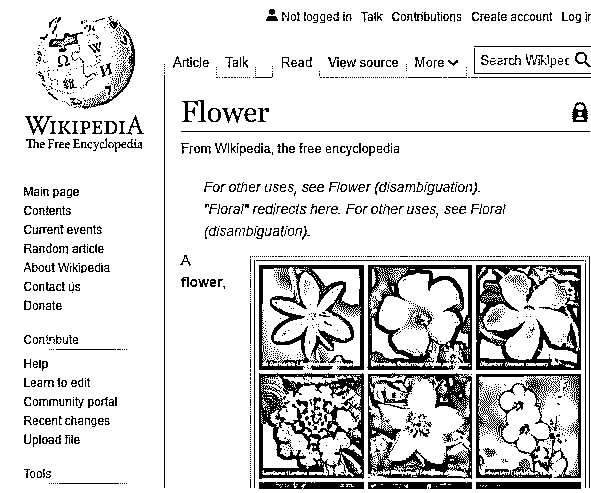 Not logged in Talk Contributions Create account Log in
Article Talk Read View source More Search Wikipec
WIKIPEDIA
The Free Encyclopedia
Flower
From Wikipedia, the free encyclopedia
For other uses, see Flower (disambiguation).
"Floral" redirects here. For other uses, see Floral
(disambiguation).
A
flower,
Main page
Contents
Current events
Random article
About Wikipedia
Contact us
Donate
Contribute
Help
Learn to edit
Community portal
Recent changes
Upload file
Tools